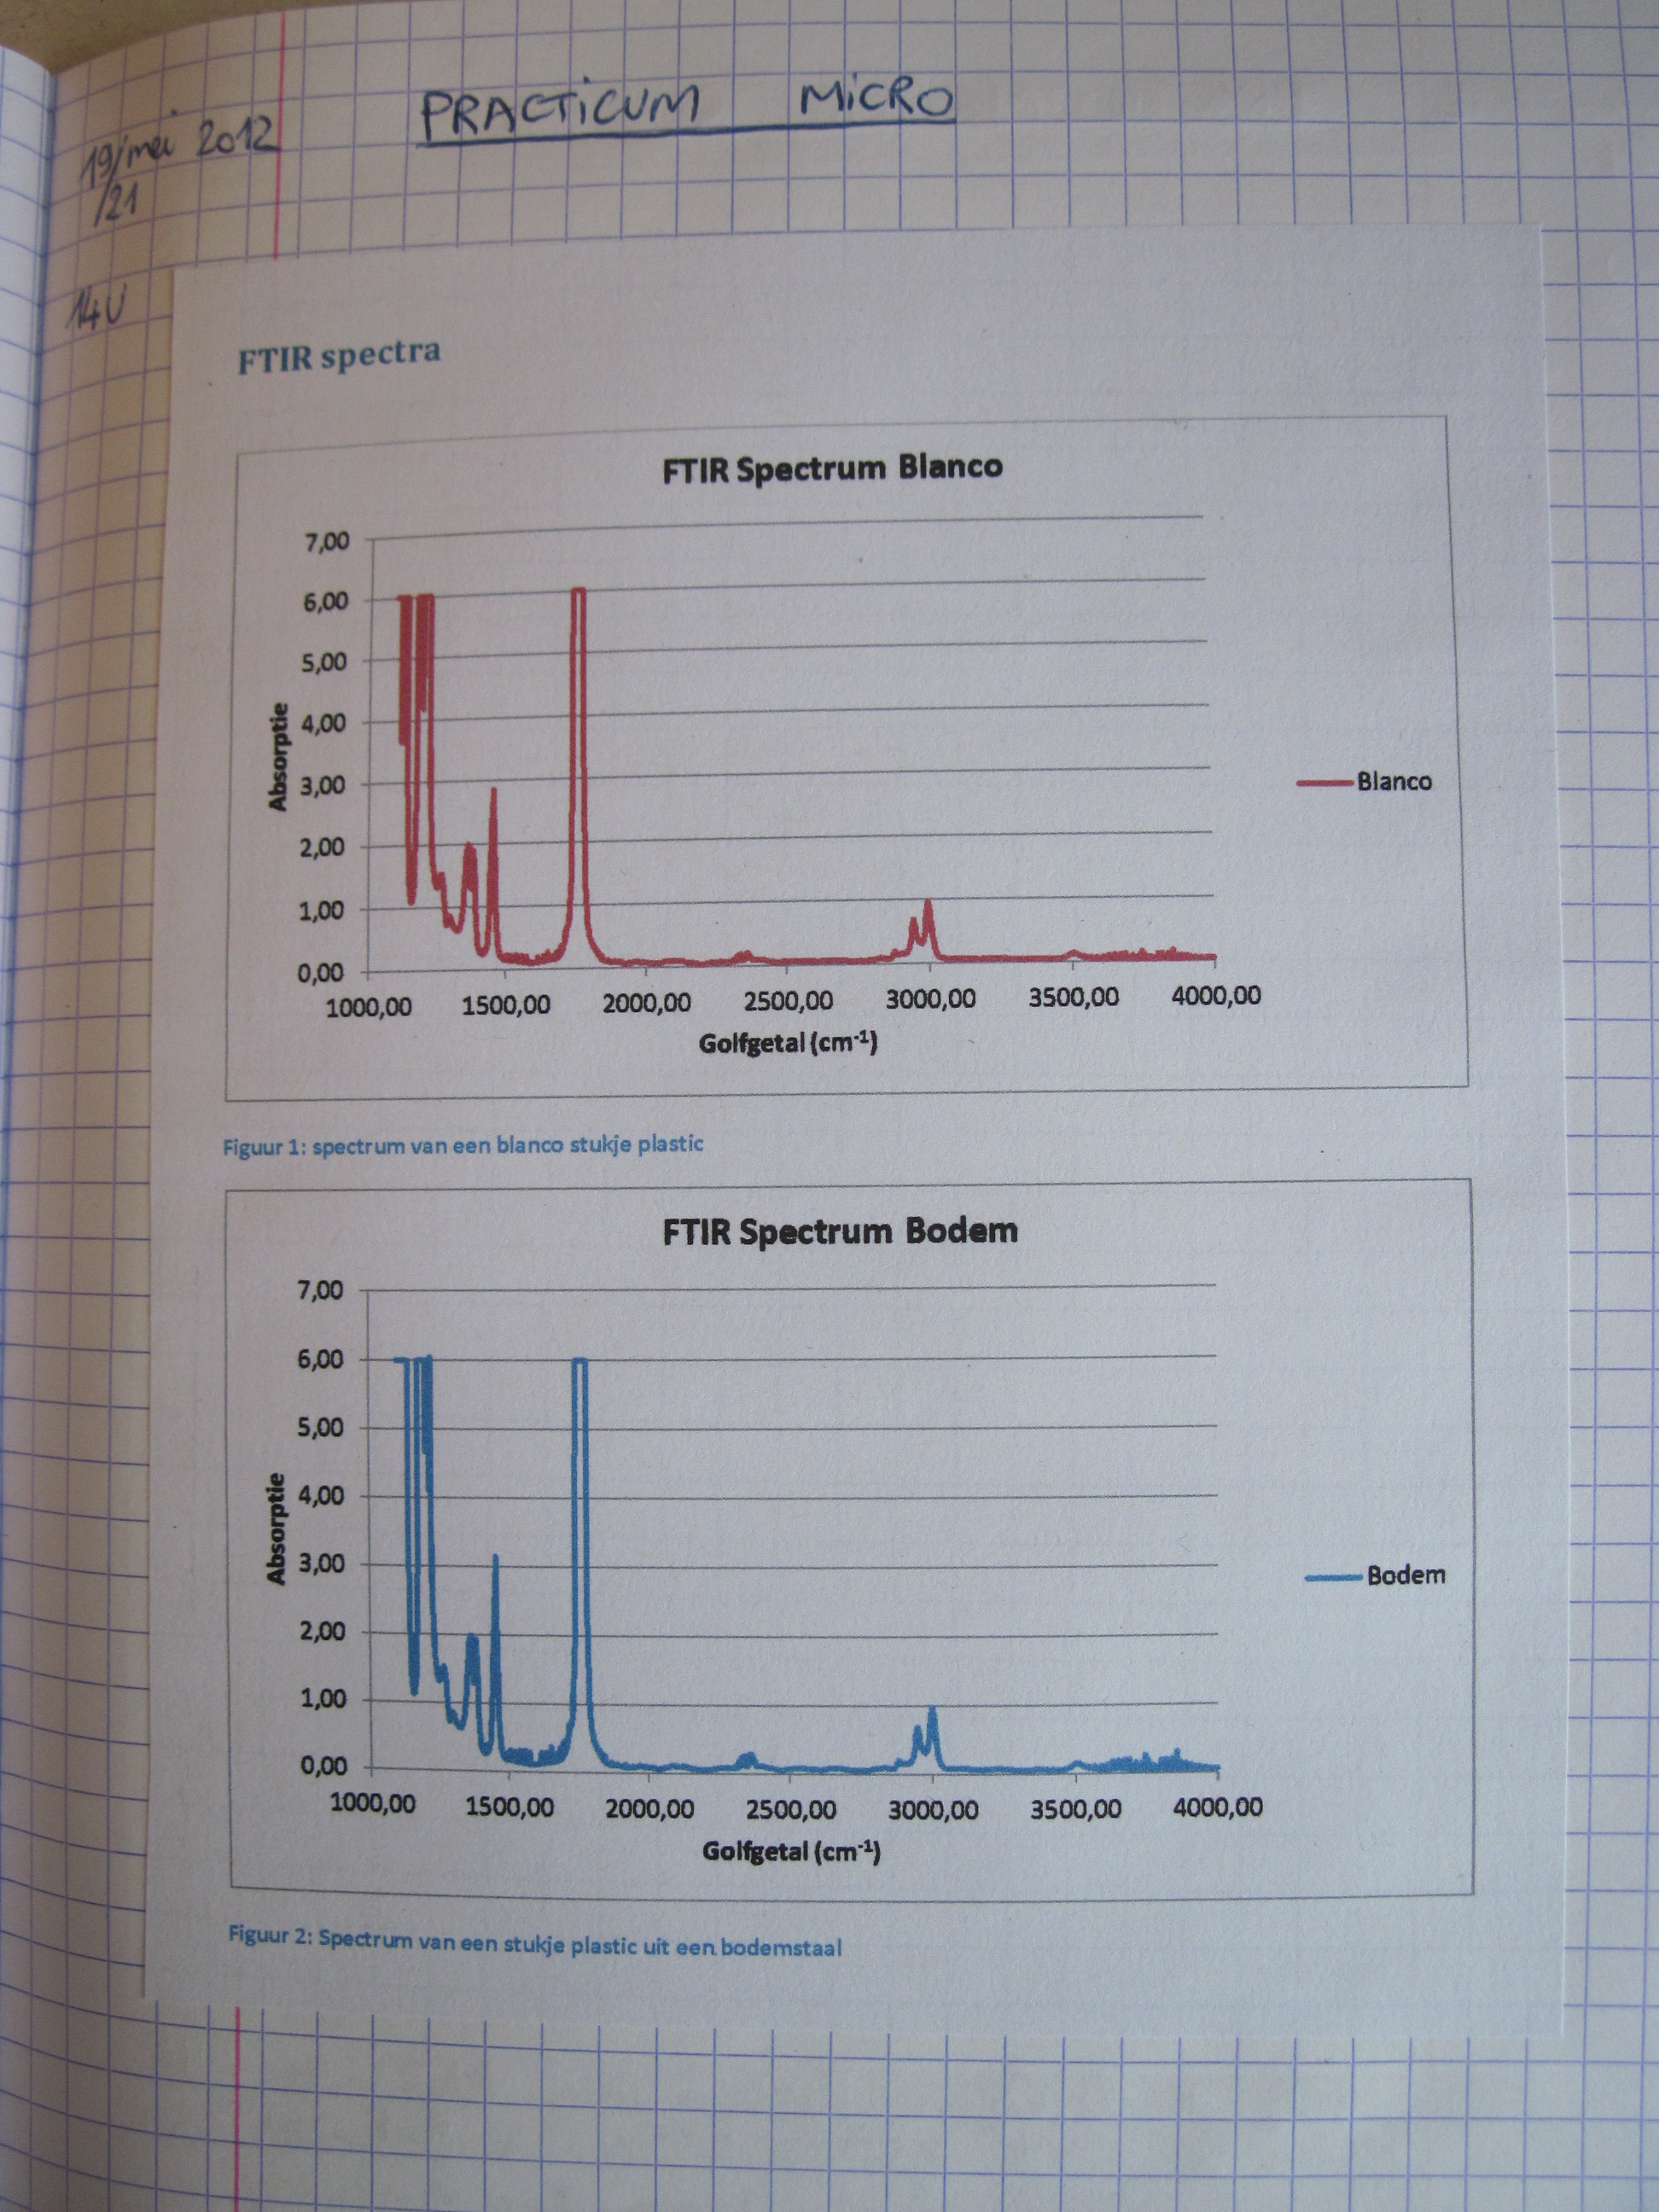 PRACTICUM MiCRO
19/mei 2012
/21
14U
FTIR spectra
FTIR Spectrum Blanco
7,00
6,00
5,00
4,00
3,00
2,00
1,00
0,00
Absorptie
1000,00 1500,00 2000,00 2500,00 3000,00 3500,00 4000,00
Golfgetal (cm-1)
Blanco
Figuur 1: spectrum van een blanco stukje plastic
FTIR Spectrum Bodem
7,00
6,00
5,00
4,00
3,00
2,00
1,00
0,00
Absorptie
1000,00 1500,00 2000,00 2500,00 3000,00 3500,00 4000,00
Golfgetal (cm-1)
Bodem
Figuur 2: Spectrum van een stukje plastic uit een bodemstaal